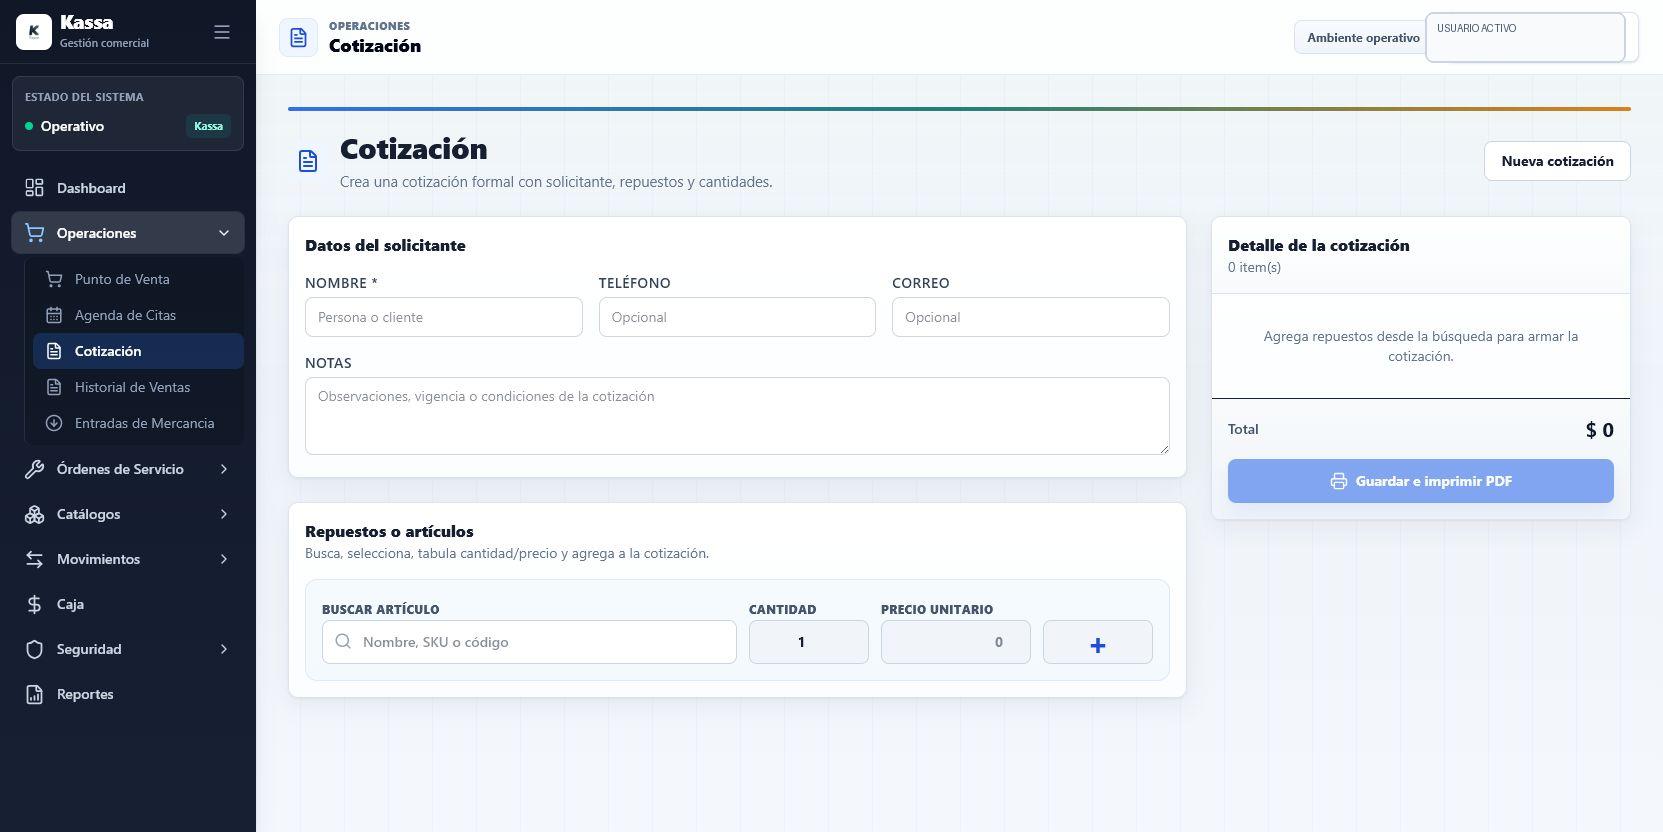 K
Kassa
Gestión comercial
ESTADO DEL SISTEMA
Operativo
Kassa
Dashboard
Operaciones
Punto de Venta
Agenda de Citas
Cotización
Historial de Ventas
Entradas de Mercancia
Órdenes de Servicio
Catálogos
Movimientos
Caja
Seguridad
Reportes
OPERACIONES
Cotización
Ambiente operativo
USUARIO ACTIVO
Cotización
Crea una cotización formal con solicitante, repuestos y cantidades.
Nueva cotización
Datos del solicitante
NOMBRE *
TELÉFONO
CORREO
Persona o cliente
Opcional
Opcional
NOTAS
Observaciones, vigencia o condiciones de la cotización
Repuestos o artículos
Busca, selecciona, tabula cantidad/precio y agrega a la cotización.
BUSCAR ARTÍCULO
CANTIDAD
PRECIO UNITARIO
Nombre, SKU o código
1
0
+
Detalle de la cotización
0 item(s)
Agrega repuestos desde la búsqueda para armar la
cotización.
Total
$ 0
Guardar e imprimir PDF